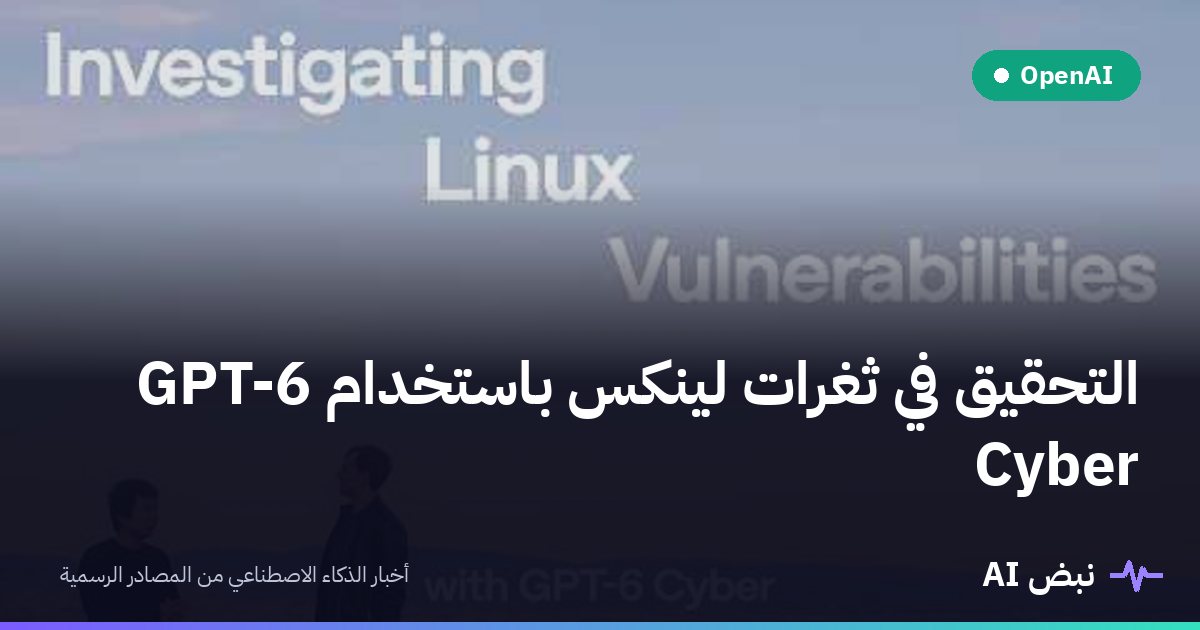 Investigating
Linux
Vulnerabilities
OpenAI
التحقيق في ثغرات لينكس باستخدام GPT-6
Cyber
with GPT-6 Cyber
نبض AI
أخبار الذكاء الاصطناعي من المصادر الرسمية